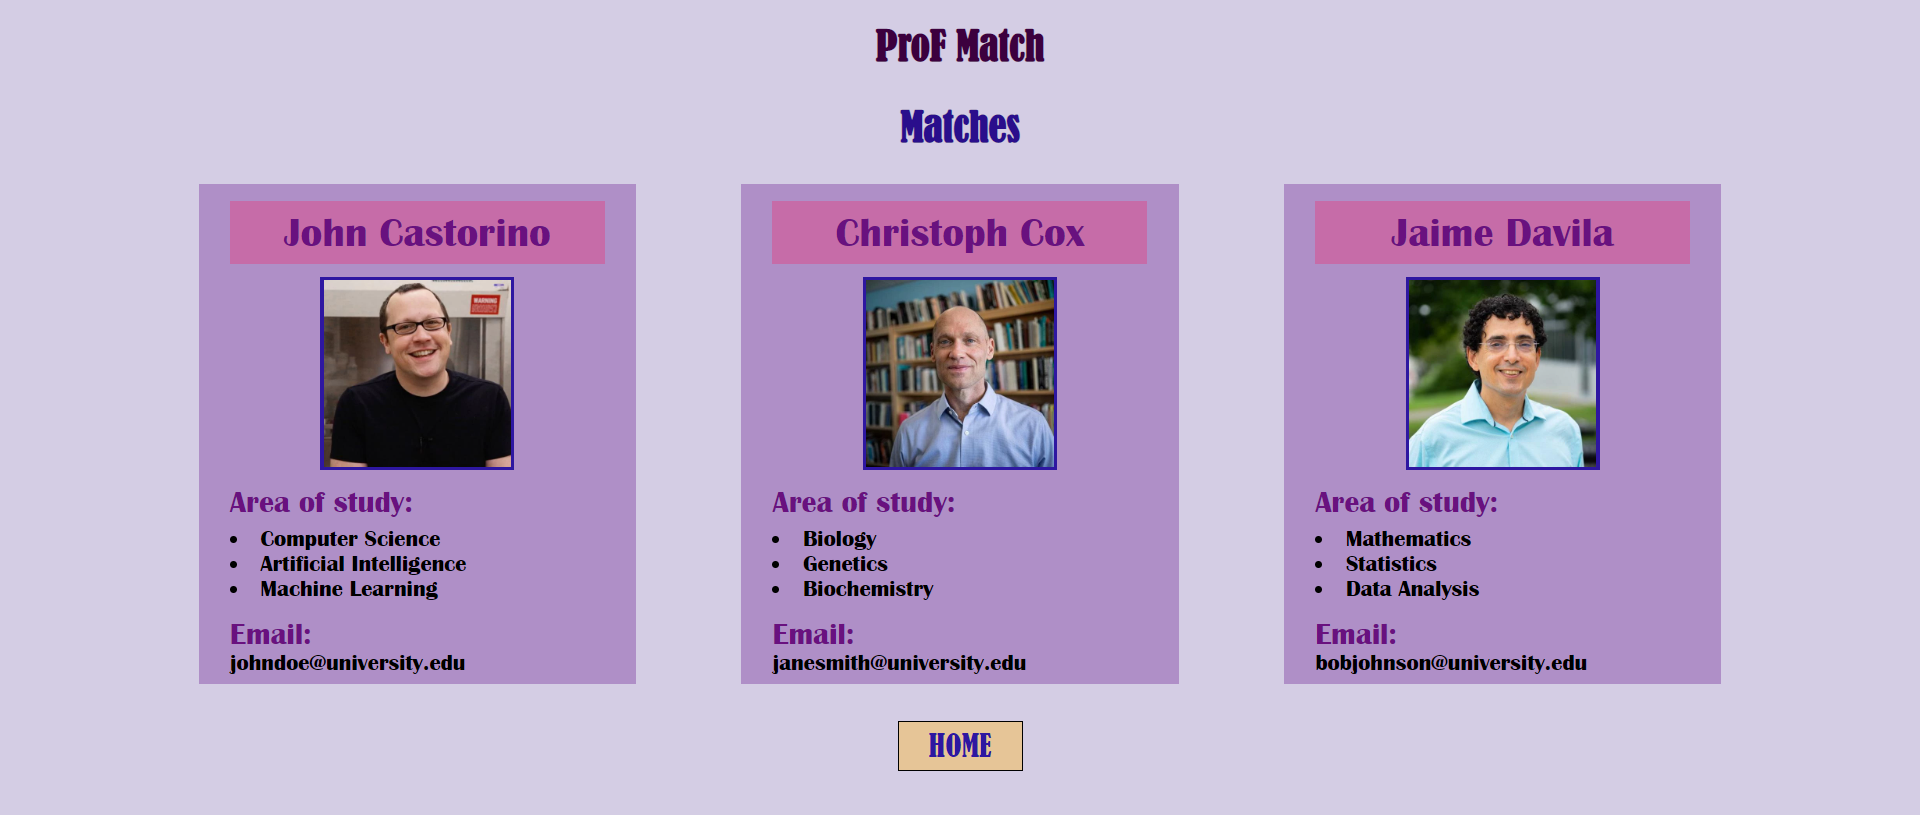 ProF Match
Matches
John Castorino
WARNING
Area of study:
• Computer Science
• Artificial Intelligence
• Machine Learning
Email:
johndoe@university.edu
Christoph Cox
Area of study:
• Biology
• Genetics
• Biochemistry
Email:
janesmith@university.edu
Jaime Davila
Area of study:
• Mathematics
• Statistics
• Data Analysis
Email:
bobjohnson@university.edu
HOME